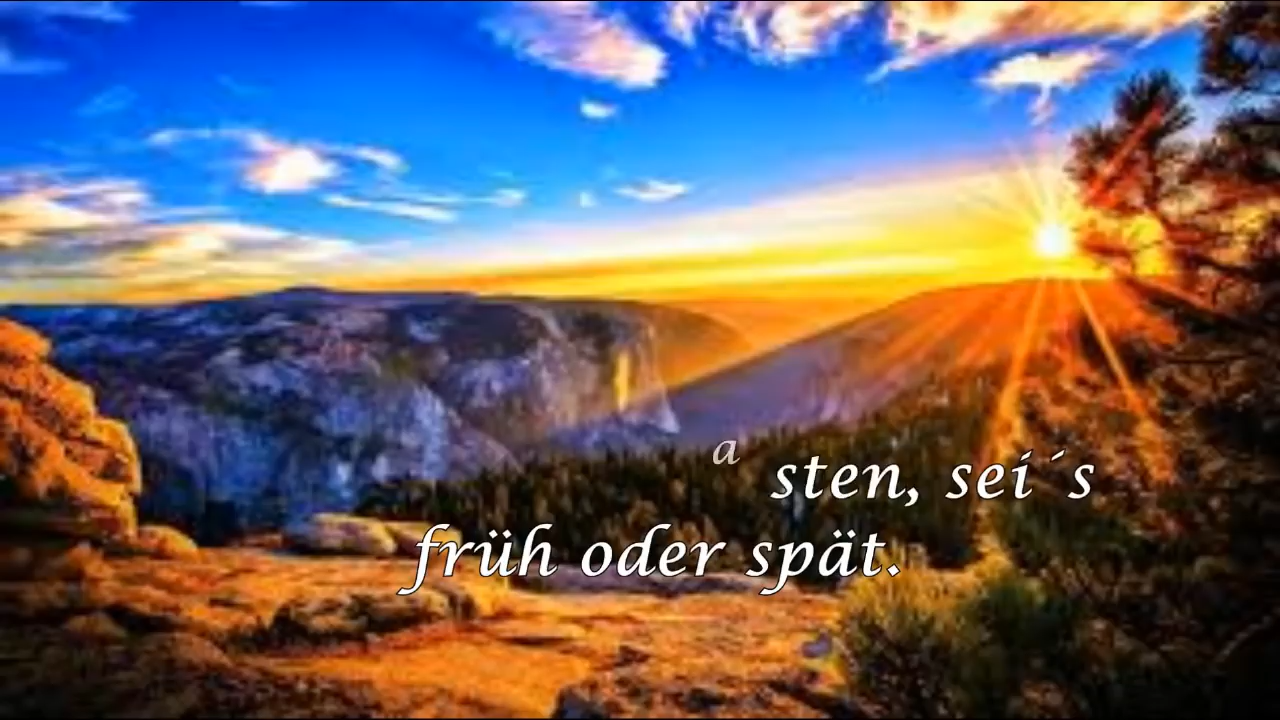 a sten, sei´s
früh oder spät.